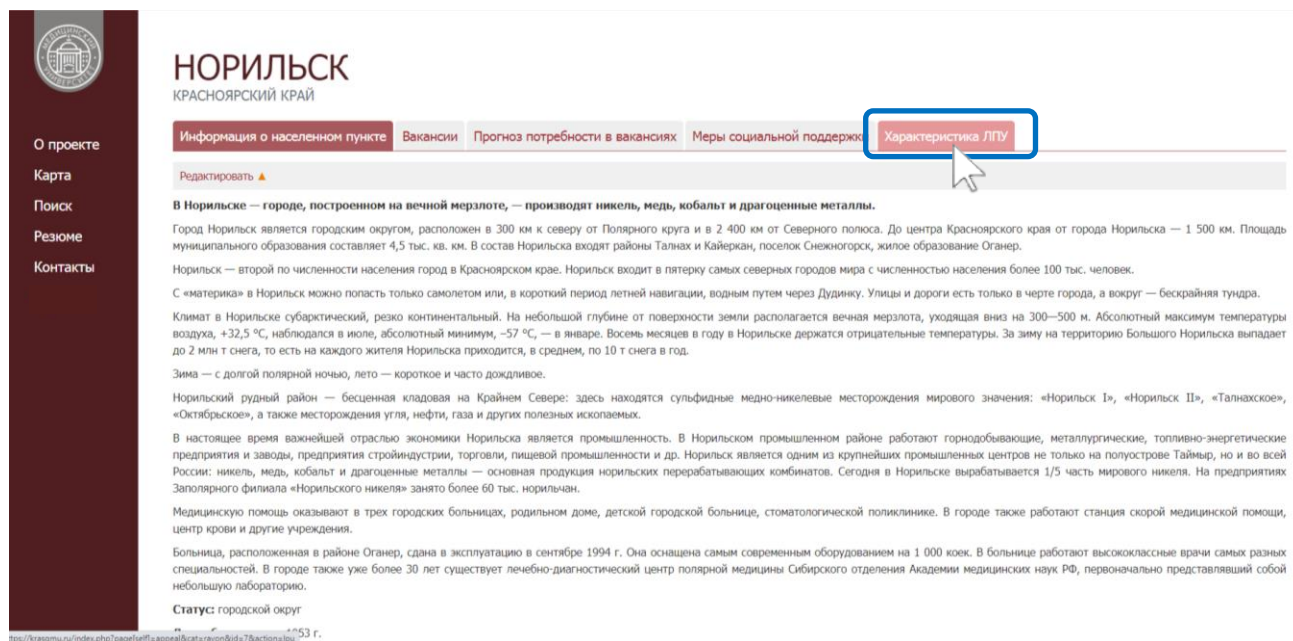 МЕДИЦИНСКИЙ
УНИВЕРСИТЕТ
О проекте
Карта
Поиск
Резюме
Контакты
НОРИЛЬСК
КРАСНОЯРСКИЙ КРАЙ
Информация о населенном пункте Вакансии Прогноз потребности в вакансиях Меры социальной поддержк Характеристика ЛПУ
Редактировать ▲
В Норильске — городе, построенном на вечной мерзлоте, — производят никель, медь, кобальт и драгоценные металлы.
Город Норильск является городским округом, расположен в 300 км к северу от Полярного круга и в 2 400 км от Северного полюса. До центра Красноярского края от города Норильска — 1 500 км. Площадь
муниципального образования составляет 4,5 тыс. кв. км. В состав Норильска входят районы Талнах и Кайеркан, поселок Снежногорск, жилое образование Оганер.
Норильск — второй по численности населения город в Красноярском крае. Норильск входит в пятерку самых северных городов мира с численностью населения более 100 тыс. человек.
С «материка» в Норильск можно попасть только самолетом или, в короткий период летней навигации, водным путем через Дудинку. Улицы и дороги есть только в черте города, а вокруг — бескрайняя тундра.
Климат в Норильске субарктический, резко континентальный. На небольшой глубине от поверхности земли располагается вечная мерзлота, уходящая вниз на 300—500 м. Абсолютный максимум температуры
воздуха, +32,5 °C, наблюдался в июле, абсолютный минимум, –57 °C, — в январе. Восемь месяцев в году в Норильске держатся отрицательные температуры. За зиму на территорию Большого Норильска выпадает
до 2 млн т снега, то есть на каждого жителя Норильска приходится, в среднем, по 10 т снега в год.
Зима — с долгой полярной ночью, лето — короткое и часто дождливое.
Норильский рудный район — бесценная кладовая на Крайнем Севере: здесь находятся сульфидные медно-никелевые месторождения мирового значения: «Норильск I», «Норильск II», «Талнахское»,
«Октябрьское», а также месторождения угля, нефти, газа и других полезных ископаемых.
В настоящее время важнейшей отраслью экономики Норильска является промышленность. В Норильском промышленном районе работают горнодобывающие, металлургические, топливно-энергетические
предприятия и заводы, предприятия стройиндустрии, торговли, пищевой промышленности и др. Норильск является одним из крупнейших промышленных центров не только на полуострове Таймыр, но и во всей
России: никель, медь, кобальт и драгоценные металлы — основная продукция норильских перерабатывающих комбинатов. Сегодня в Норильске вырабатывается 1/5 часть мирового никеля. На предприятиях
Заполярного филиала «Норильского никеля» занято более 60 тыс. норильчан.
Медицинскую помощь оказывают в трех городских больницах, родильном доме, детской городской больнице, стоматологической поликлинике. В городе также работают станция скорой медицинской помощи,
центр крови и другие учреждения.
Больница, расположенная в районе Оганер, сдана в эксплуатацию в сентябре 1994 г. Она оснащена самым современным оборудованием на 1 000 коек. В больнице работают высококлассные врачи самых разных
специальностей. В городе также уже более 30 лет существует лечебно-диагностический центр полярной медицины Сибирского отделения Академии медицинских наук РФ, первоначально представлявший собой
небольшую лабораторию.
Статус: городской округ
53 г.
ttps://krasomu.ru/index.php?page[self]=appeal&cat=rayon&id=7&action=lpu